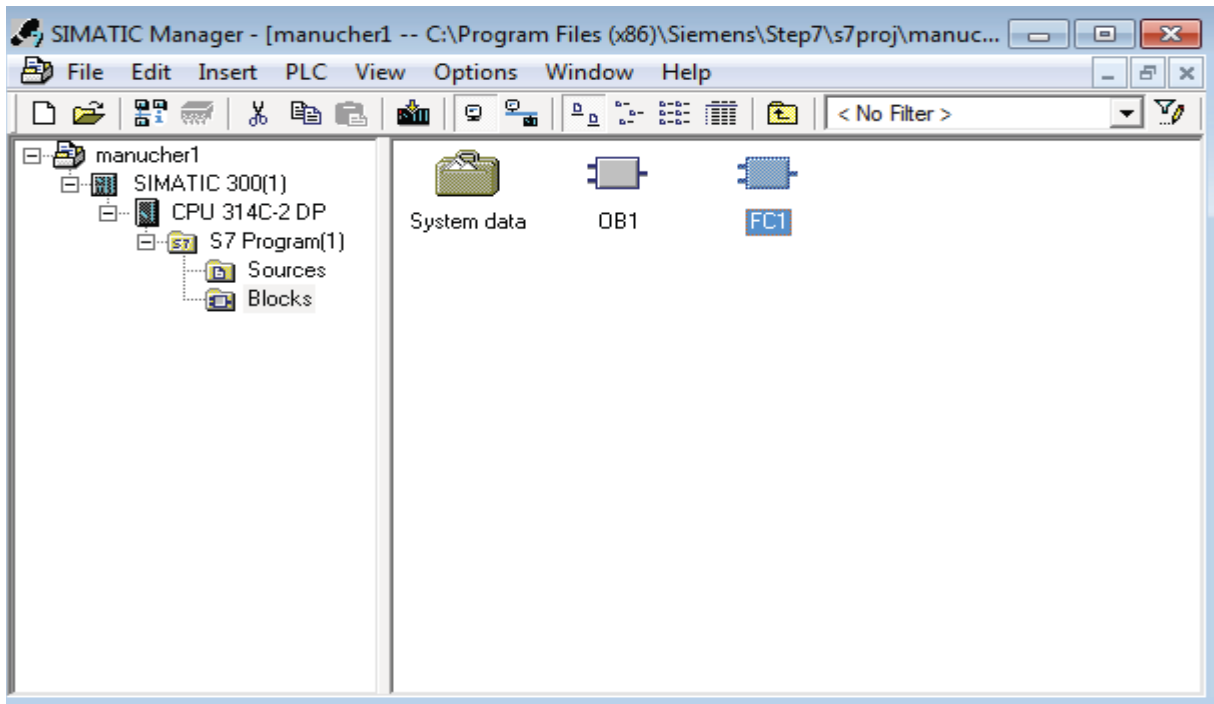 SIMATIC Manager - [manucher1 -- C:\Program Files (x86)\Siemens\Step7\s7proj\manuc...
File Edit Insert PLC View Options Window Help
< No Filter >
manucher1
SIMATIC 300(1)
CPU 314C-2 DP
S7 Program(1)
Sources
Blocks
System data
OB1
FC1